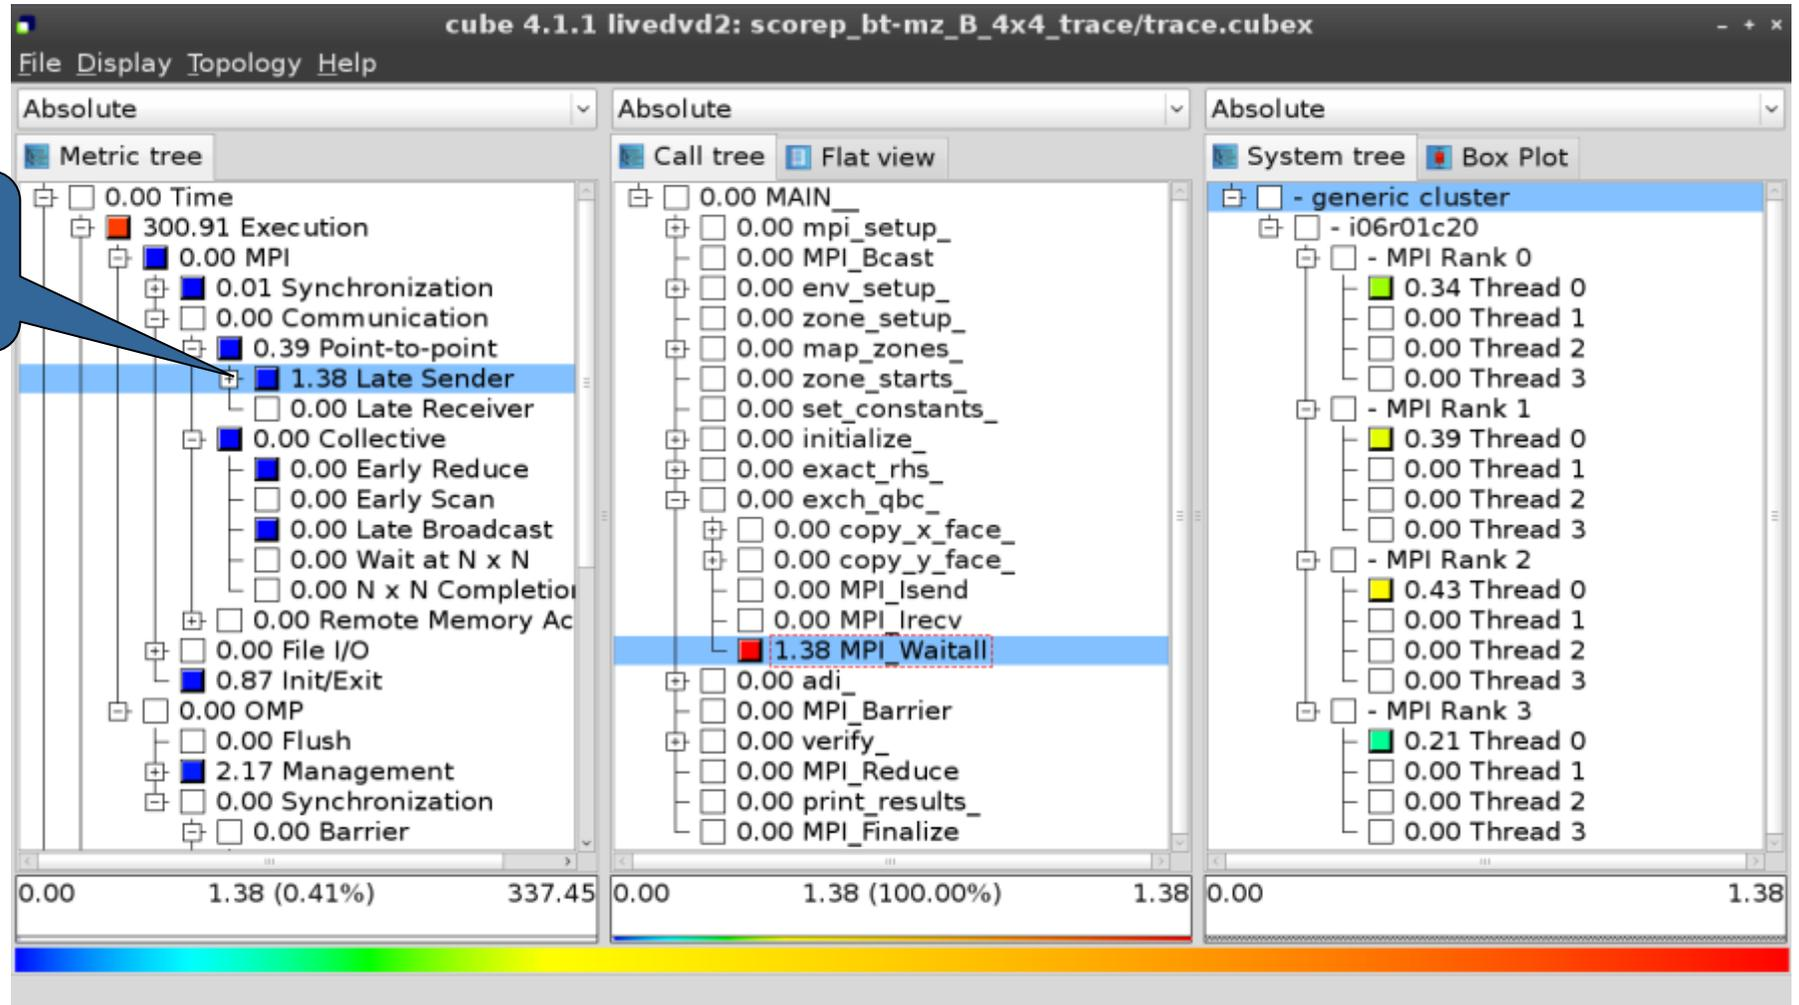 cube 4.1.1 livedvd2: scorep_bt-mz_B_4x4_trace/trace.cubex
File Display Topology Help
Absolute
Metric tree
0.00 Time
300.91 Execution
0.00 MPI
0.01 Synchronization
0.00 Communication
0.39 Point-to-point
1.38 Late Sender
0.00 Late Receiver
0.00 Collective
0.00 Early Reduce
0.00 Early Scan
0.00 Late Broadcast
0.00 Wait at N x N
0.00 N x N Completior
0.00 Remote Memory Ac
0.00 File I/O
0.87 Init/Exit
0.00 OMP
0.00 Flush
2.17 Management
0.00 Synchronization
0.00 Barrier
0.00 1.38 (0.41%) 337.45
Absolute
Call tree Flat view
0.00 MAIN__
0.00 mpi_setup_
0.00 MPI_Bcast
0.00 env_setup_
0.00 zone_setup_
0.00 map_zones_
0.00 zone_starts_
0.00 set_constants_
0.00 initialize_
0.00 exact_rhs_
0.00 exch_qbc_
0.00 copy_x_face_
0.00 copy_y_face_
0.00 MPI_Isend
0.00 MPI_Irecv
1.38 MPI_Waitall
0.00 adi_
0.00 MPI_Barrier
0.00 verify_
0.00 MPI_Reduce
0.00 print_results_
0.00 MPI_Finalize
0.00 1.38 (100.00%) 1.38
Absolute
System tree Box Plot
- generic cluster
- i06r01c20
- MPI Rank 0
0.34 Thread 0
0.00 Thread 1
0.00 Thread 2
0.00 Thread 3
- MPI Rank 1
0.39 Thread 0
0.00 Thread 1
0.00 Thread 2
0.00 Thread 3
- MPI Rank 2
0.43 Thread 0
0.00 Thread 1
0.00 Thread 2
0.00 Thread 3
- MPI Rank 3
0.21 Thread 0
0.00 Thread 1
0.00 Thread 2
0.00 Thread 3
0.00 1.38